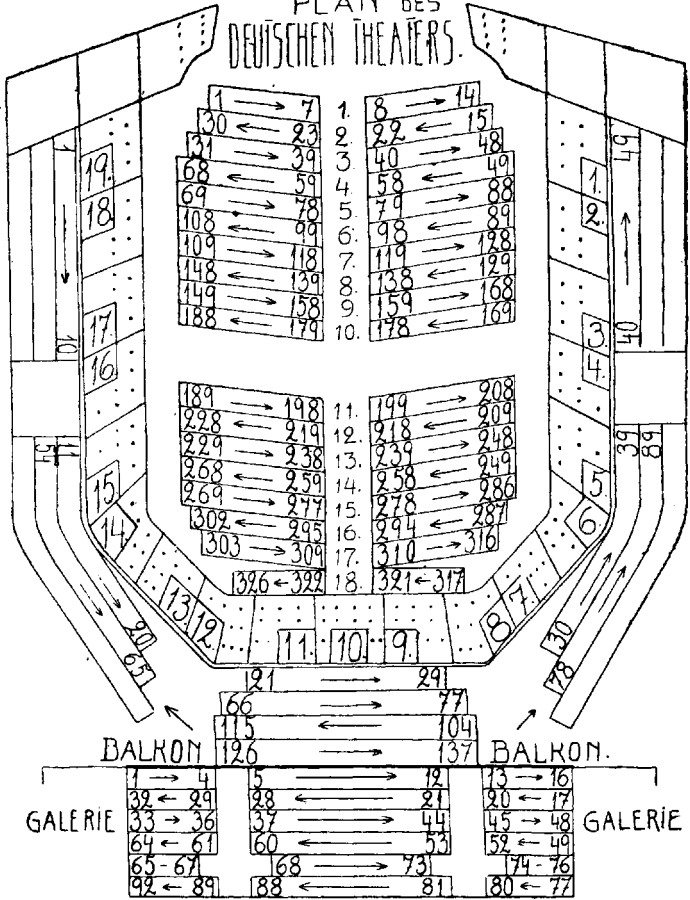 PLAN DES
DEUTSCHEN THEATERS.
1 → 7 1. 8 → 14
30 ← 23 2. 22 ← 15
31 → 39 3. 40 → 48
68 ← 59 4. 58 ← 49
69 → 78 5. 79 → 88
108 ← 99 6. 98 ← 89
109 → 118 7. 119 → 128
148 ← 139 8. 138 ← 129
149 → 158 9. 159 → 168
188 ← 179 10. 178 ← 169
189 → 198 11. 199 → 208
228 ← 219 12. 218 ← 209
229 → 238 13. 239 → 248
268 ← 259 14. 258 ← 249
269 → 277 15. 278 → 286
302 ← 295 16. 294 ← 287
303 → 309 17. 310 → 316
326 ← 322 18. 321 ← 317
19.
18.
17.
16.
15.
14.
13.
12.
11.
10.
9.
8.
7.
6.
5.
4.
3.
2.
1.
1 → 10
11 → 20
54 → 65
49
40
39
89
30
78
21 → 29
66 → 77
115 ← 104
126 → 137
BALKON BALKON.
1 → 4 5 → 12 13 → 16
32 ← 29 28 ← 21 20 ← 17
GALERIE 33 → 36 37 → 44 45 → 48 GALERIE
64 ← 61 60 ← 53 52 ← 49
65 - 67 68 → 73 74 - 76
92 ← 89 88 ← 81 80 ← 77